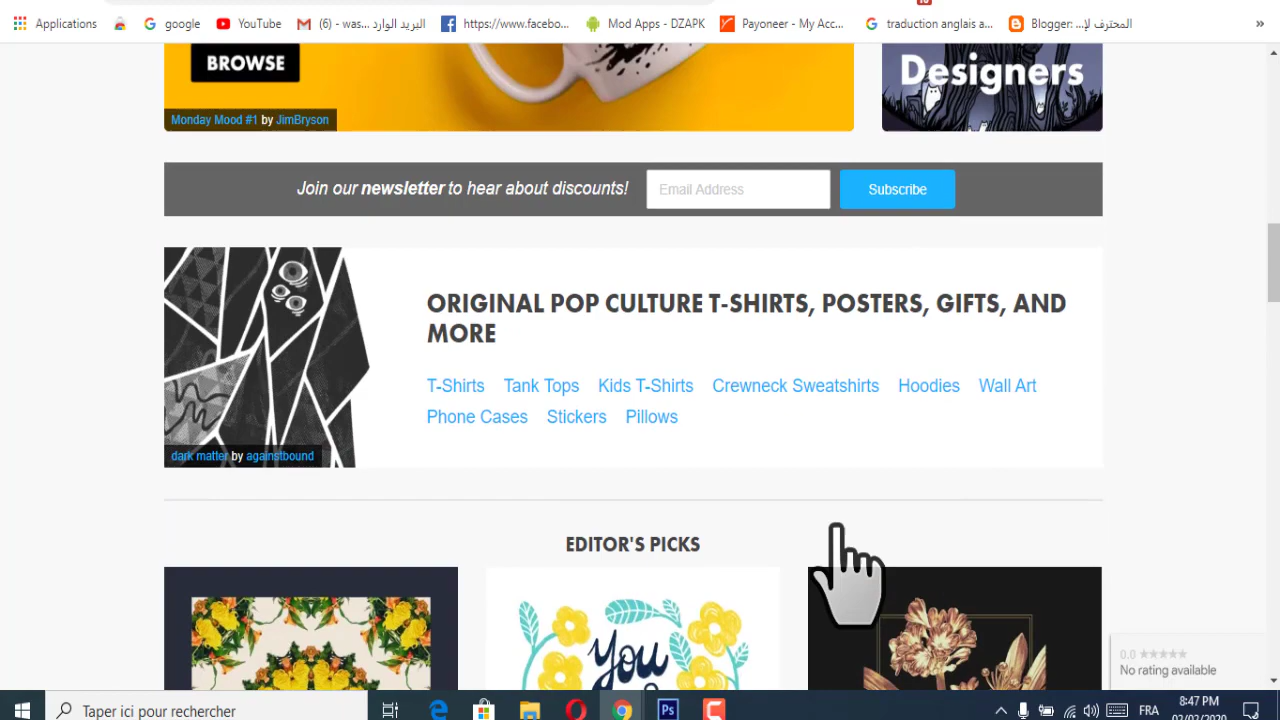 Applications
google
YouTube
(6) - was... البريد الوارد
https://www.facebo...
Mod Apps - DZAPK
Payoneer - My Acc...
traduction anglais a...
Blogger: ...المحترف لإ
»
BROWSE
Monday Mood #1 by JimBryson
Designers
Join our newsletter to hear about discounts!
Email Address
Subscribe
ORIGINAL POP CULTURE T-SHIRTS, POSTERS, GIFTS, AND
MORE
T-Shirts Tank Tops Kids T-Shirts Crewneck Sweatshirts Hoodies Wall Art
Phone Cases Stickers Pillows
dark matter by againstbound
EDITOR'S PICKS
You
0.0
No rating available
Taper ici pour rechercher
Ps
FRA
8:47 PM
02/02/2020